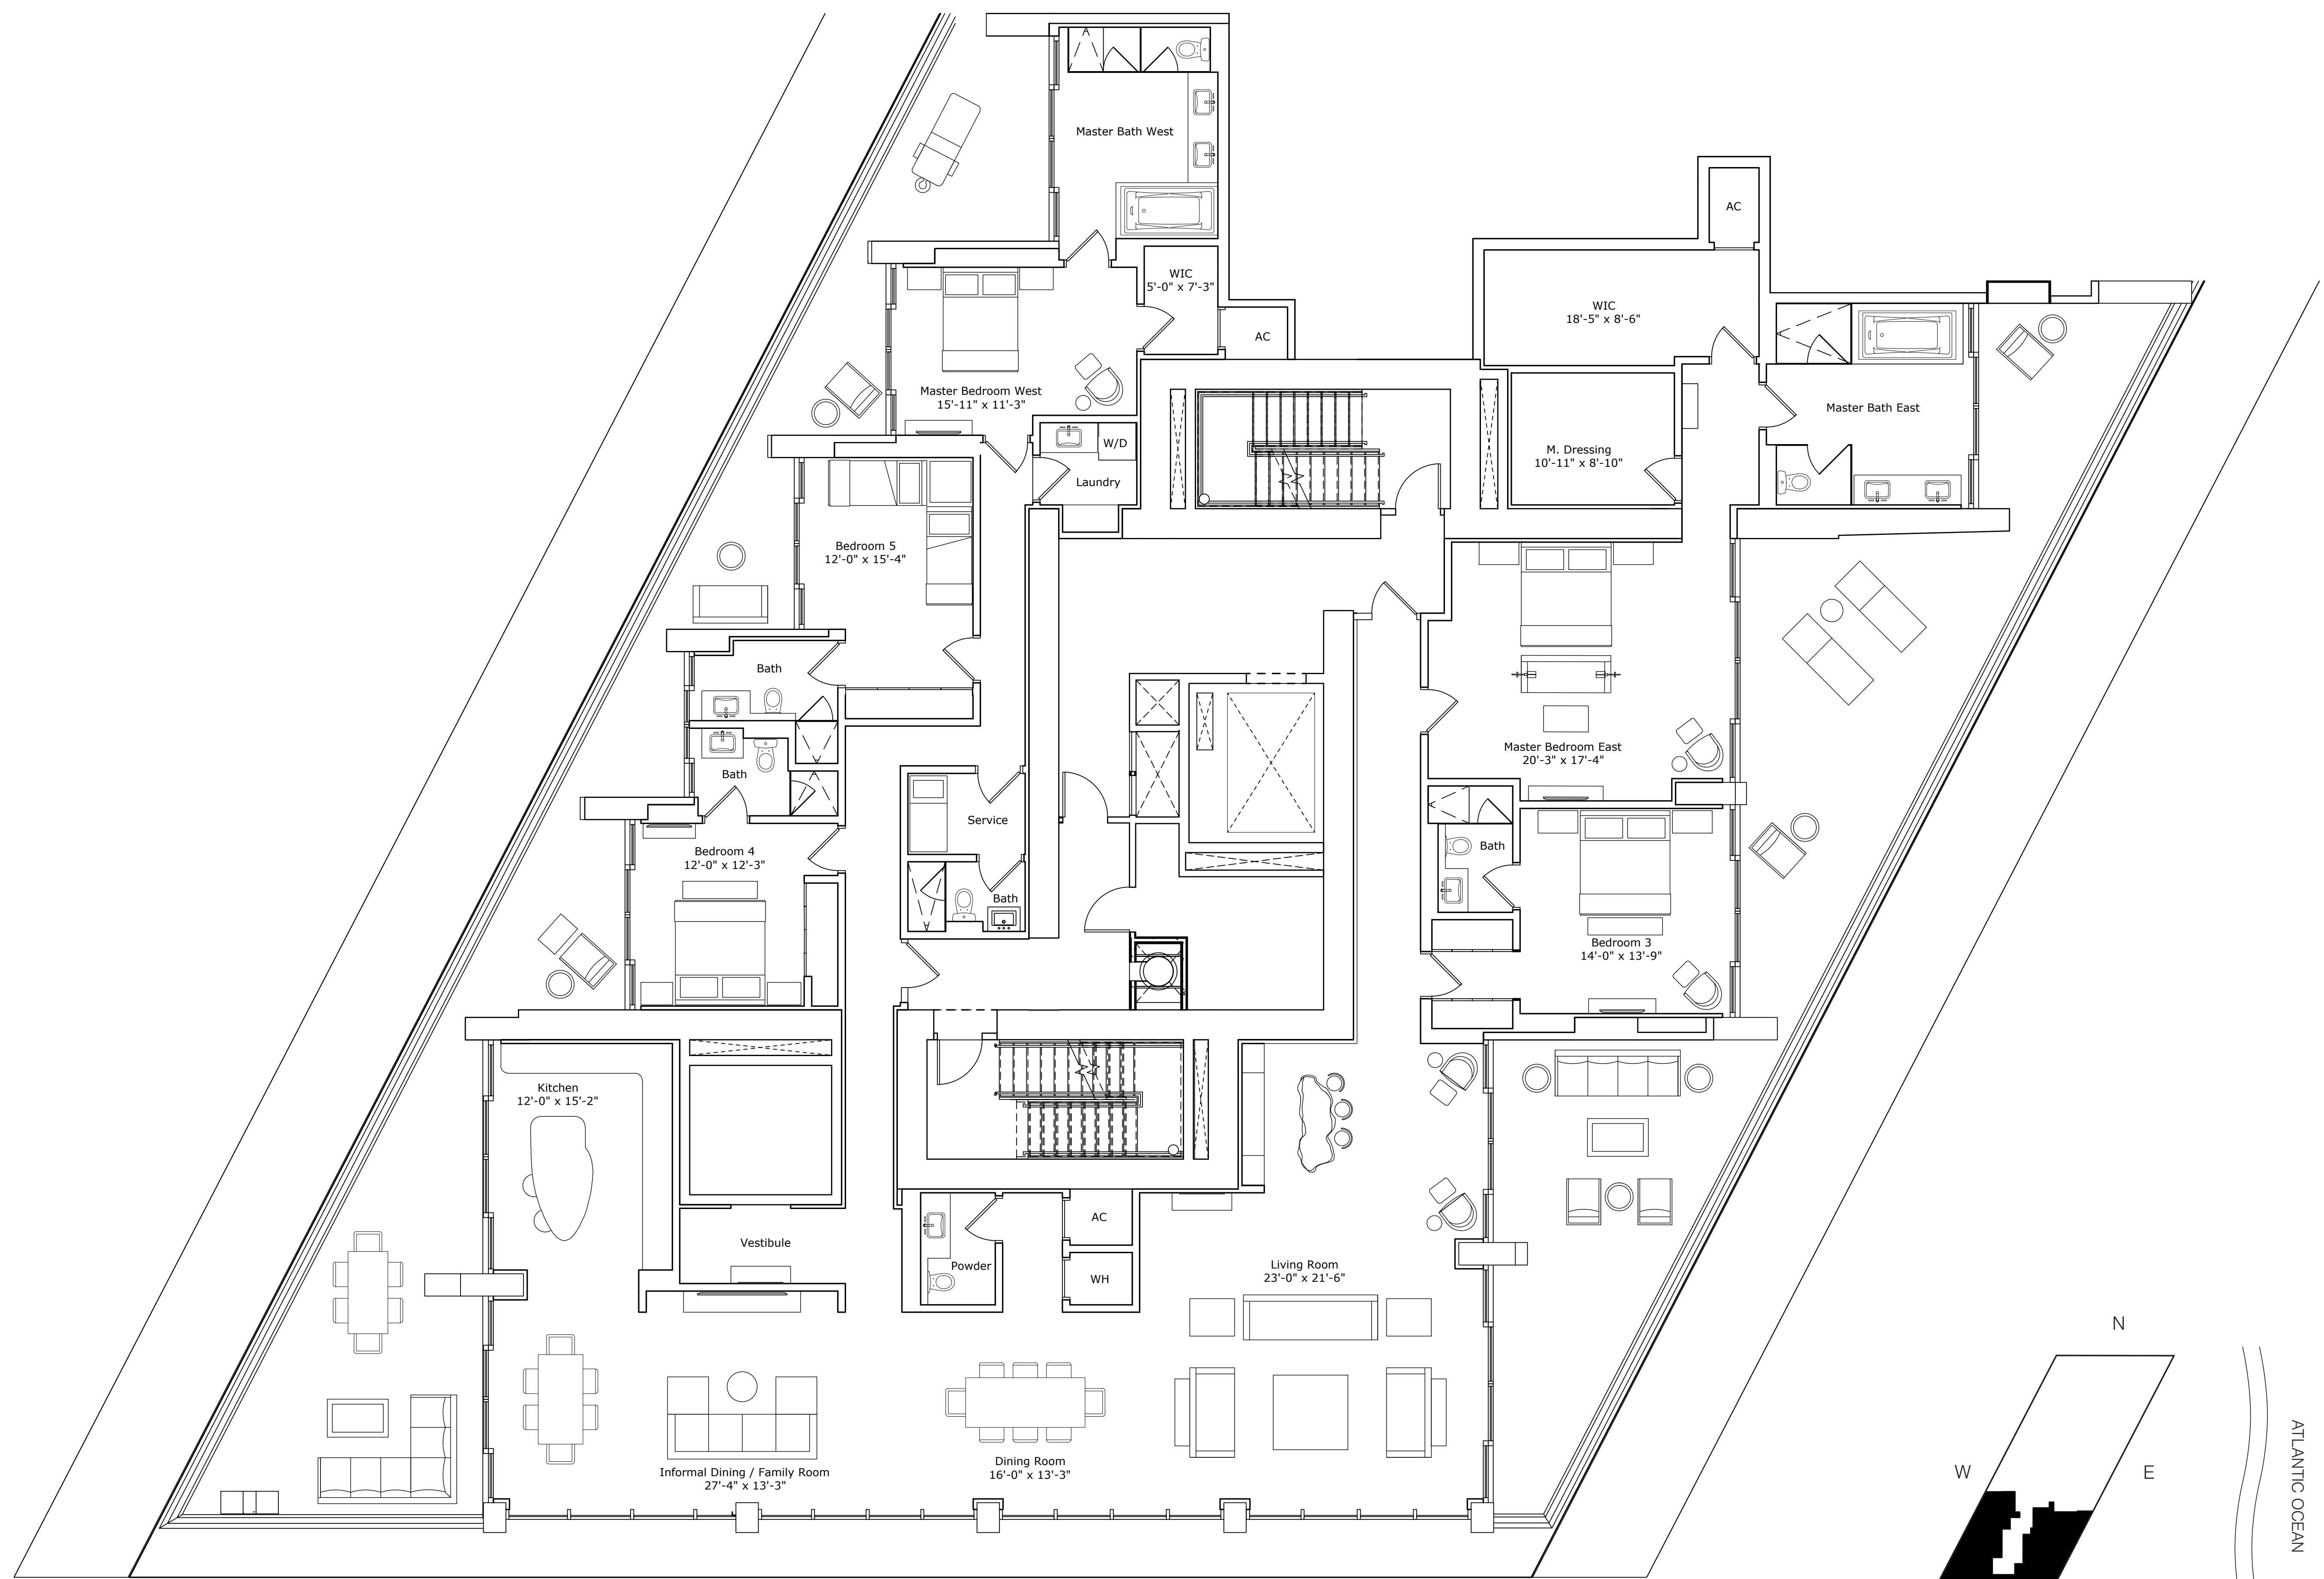 A
Master Bath West
AC
WIC
5'-0" x 7'-3"
AC
WIC
18'-5" x 8'-6"
Master Bedroom West
15'-11" x 11'-3"
Master Bath East
W/D
Laundry
M. Dressing
10'-11" x 8'-10"
Bedroom 5
12'-0" x 15'-4"
Bath
Bath
Master Bedroom East
20'-3" x 17'-4"
Service
Bedroom 4
12'-0" x 12'-3"
Bath
Bath
Bedroom 3
14'-0" x 13'-9"
Kitchen
12'-0" x 15'-2"
Vestibule
AC
Powder
WH
Living Room
23'-0" x 21'-6"
Informal Dining / Family Room
27'-4" x 13'-3"
Dining Room
16'-0" x 13'-3"
N
W
E
ATLANTIC OCEAN